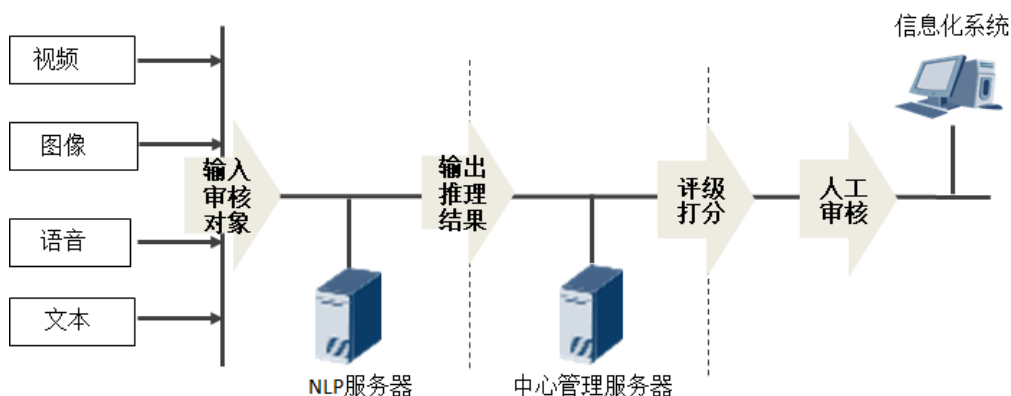 信息化系统
视频
图像
语音
文本
输入
审核
对象
输出
推理
结果
评级
打分
人工
审核
NLP服务器
中心管理服务器